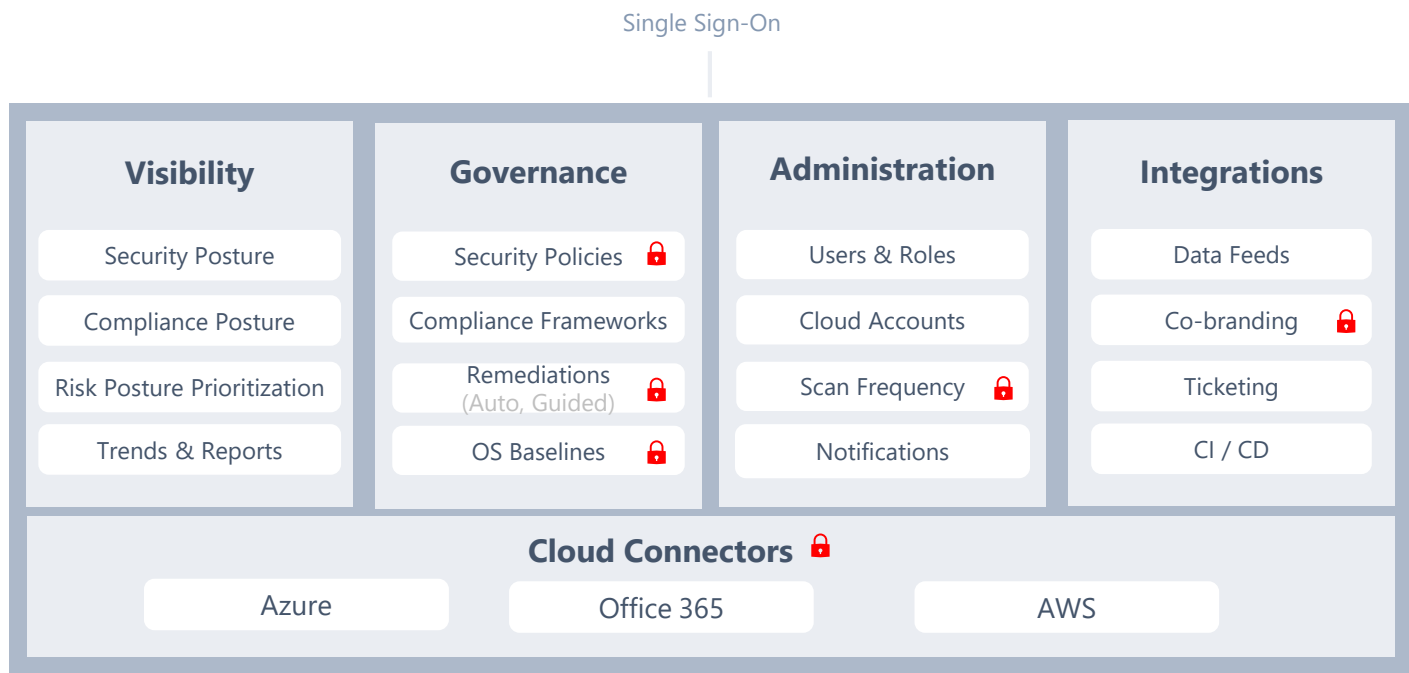 Single Sign-On
Visibility
Security Posture
Compliance Posture
Risk Posture Prioritization
Trends & Reports
Governance
Security Policies
Compliance Frameworks
Remediations
(Auto, Guided)
OS Baselines
Administration
Users & Roles
Cloud Accounts
Scan Frequency
Notifications
Integrations
Data Feeds
Co-branding
Ticketing
CI / CD
Cloud Connectors
Azure
Office 365
AWS